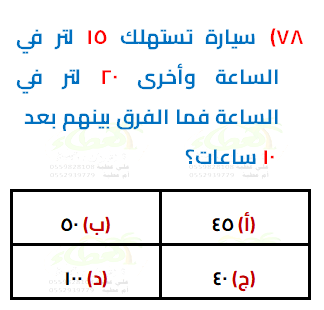 ٧٨) سيارة تستهلك ١٥ لتر في
الساعة وأخرى ٢٠ لتر في
الساعة فما الفرق بينهم بعد
١٠ ساعات؟
(أ) ٤٥
(ب) ٥٠
(ج) ٤٠
(د) ١٠٠